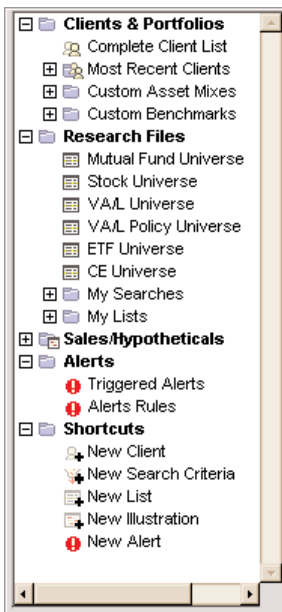 Clients & Portfolios
Complete Client List
Most Recent Clients
Custom Asset Mixes
Custom Benchmarks
Research Files
Mutual Fund Universe
Stock Universe
VA/L Universe
VA/L Policy Universe
ETF Universe
CE Universe
My Searches
My Lists
Sales/Hypotheticals
Alerts
Triggered Alerts
Alerts Rules
Shortcuts
New Client
New Search Criteria
New List
New Illustration
New Alert